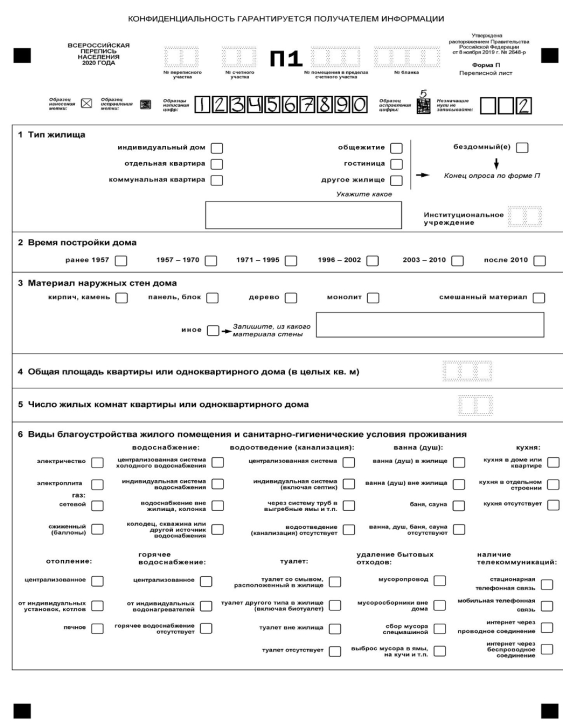 КОНФИДЕНЦИАЛЬНОСТЬ ГАРАНТИРУЕТСЯ ПОЛУЧАТЕЛЕМ ИНФОРМАЦИИ
ВСЕРОССИЙСКАЯ
ПЕРЕПИСЬ
НАСЕЛЕНИЯ
2020 ГОДА
№ переписного
участка
№ счетного
участка
П1
№ помещения в пределах
счетного участка
№ бланка
Утверждена
распоряжением Правительства
Российской Федерации
от 8 ноября 2019 г. № 2648-р
Форма П
Переписной лист
Образец
нанесения
метки:
Образец
исправления
метки:
Образцы
написания
цифр:
1234567890
Образец
исправления
цифры:
5
Незначащие
нули не
записывать:
2
1 Тип жилища
индивидуальный дом
общежитие
бездомный(е)
отдельная квартира
гостиница
коммунальная квартира
другое жилище
Конец опроса по форме П
Укажите какое
Институциональное
учреждение
2 Время постройки дома
ранее 1957
1957 – 1970
1971 – 1995
1996 – 2002
2003 – 2010
после 2010
3 Материал наружных стен дома
кирпич, камень
панель, блок
дерево
монолит
смешанный материал
иное
Запишите, из какого
материала стены
4 Общая площадь квартиры или одноквартирного дома (в целых кв. м)
5 Число жилых комнат квартиры или одноквартирного дома
6 Виды благоустройства жилого помещения и санитарно-гигиенические условия проживания
водоснабжение:
водоотведение (канализация):
ванна (душ):
кухня:
электричество
централизованная система
холодного водоснабжения
централизованная система
ванна (душ) в жилище
кухня в доме или
квартире
электроплита
индивидуальная система
водоснабжения
индивидуальная система
(включая септик)
ванна (душ) вне жилища
кухня в отдельном
строении
газ:
сетевой
водоснабжение вне
жилища, колонка
через систему труб в
выгребные ямы и т.п.
баня, сауна
кухня отсутствует
сжиженный
(баллоны)
колодец, скважина или
другой источник
водоснабжения
водоотведение
(канализация) отсутствует
ванна, душ, баня, сауна
отсутствуют
отопление:
горячее
водоснабжение:
туалет:
удаление бытовых
отходов:
наличие
телекоммуникаций:
централизованное
централизованное
туалет со смывом,
расположенный в жилище
мусоропровод
стационарная
телефонная связь
от индивидуальных
установок, котлов
от индивидуальных
водонагревателей
туалет другого типа в жилище
(включая биотуалет)
мусоросборники вне
дома
мобильная телефонная
связь
печное
горячее водоснабжение
отсутствует
туалет вне жилища
сбор мусора
спецмашиной
интернет через
проводное соединение
туалет отсутствует
выброс мусора в ямы,
на кучи и т.п.
интернет через
беспроводное
соединение